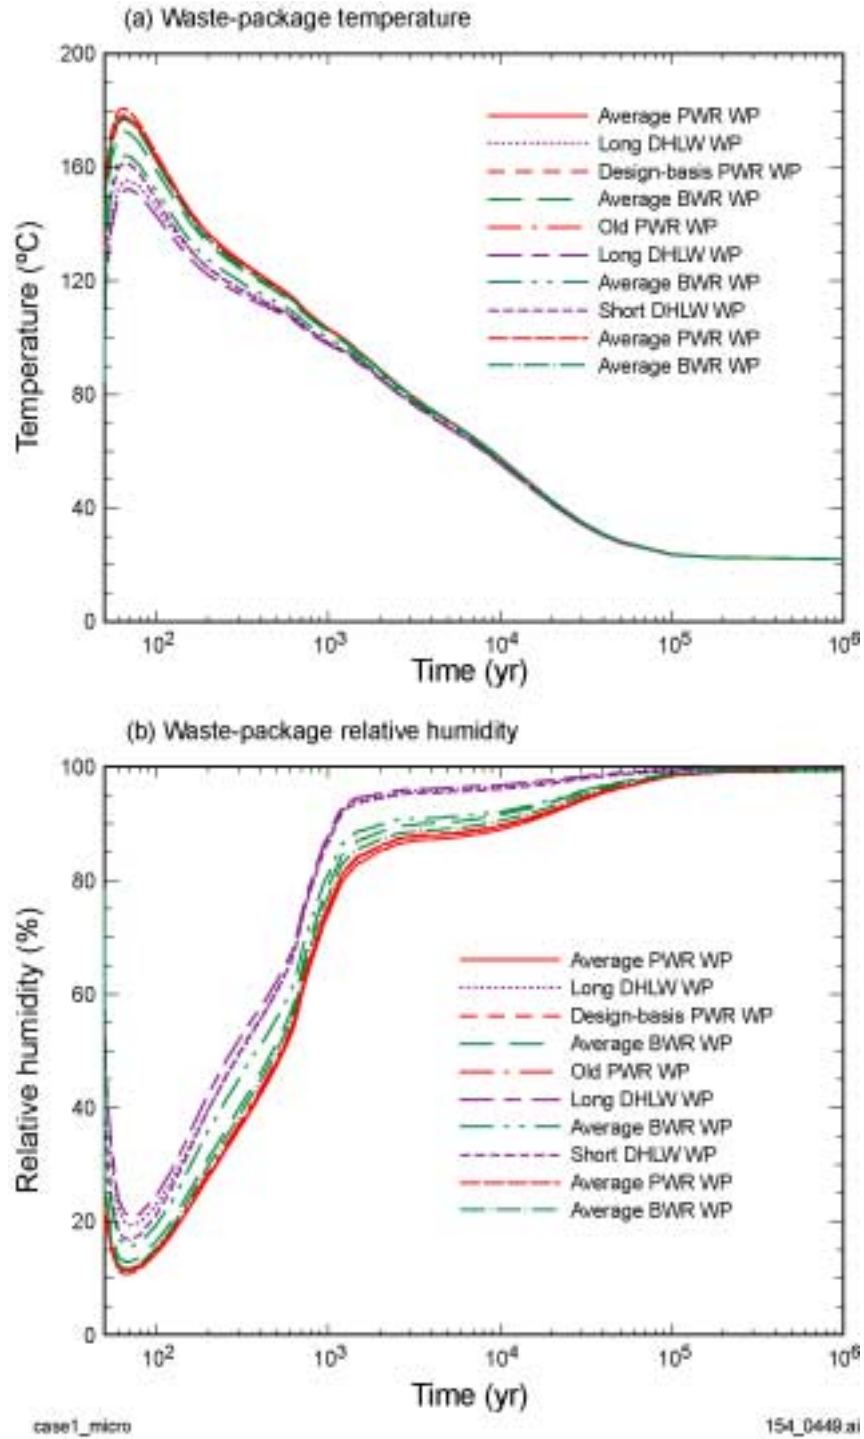 (a) Waste-package temperature
200
160
120
80
40
0
Temperature (ºC)
Average PWR WP
Long DHLW WP
Design-basis PWR WP
Average BWR WP
Old PWR WP
Long DHLW WP
Average BWR WP
Short DHLW WP
Average PWR WP
Average BWR WP
10² 10³ 10⁴ 10⁵ 10⁶
Time (yr)
(b) Waste-package relative humidity
100
80
60
40
20
0
Relative humidity (%)
Average PWR WP
Long DHLW WP
Design-basis PWR WP
Average BWR WP
Old PWR WP
Long DHLW WP
Average BWR WP
Short DHLW WP
Average PWR WP
Average BWR WP
10² 10³ 10⁴ 10⁵ 10⁶
Time (yr)
case1_micro 154_0449.ai